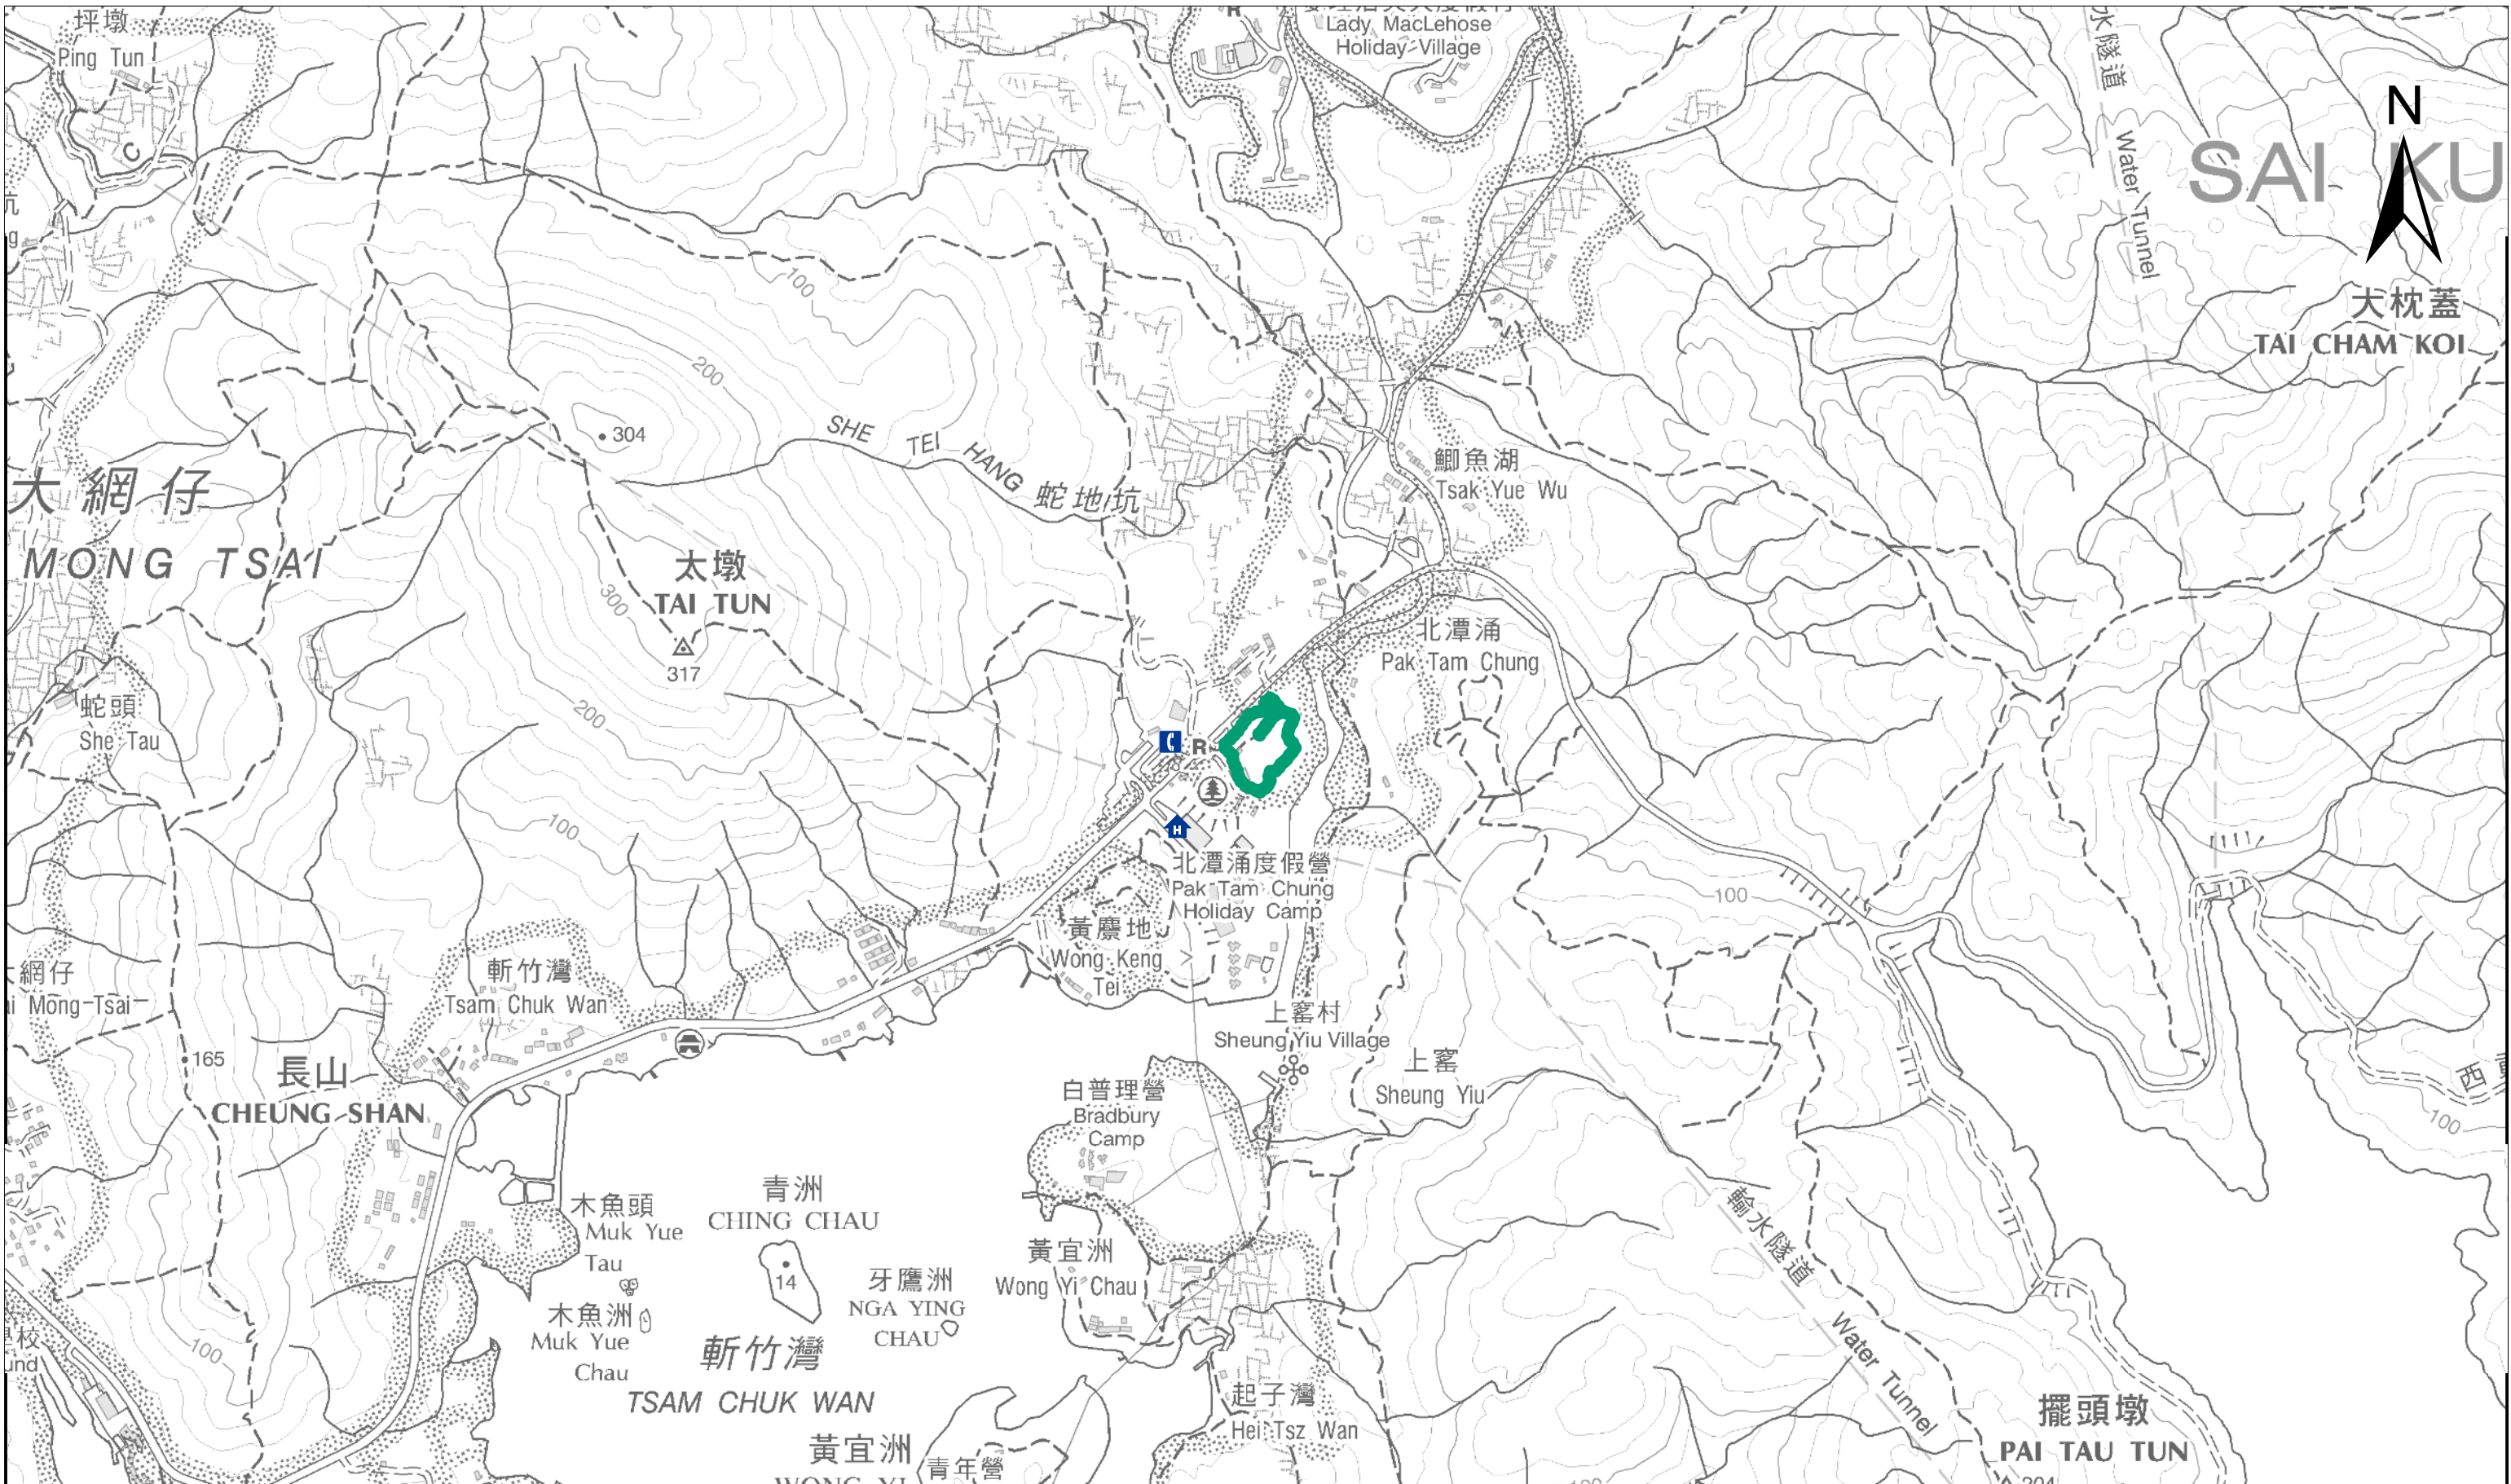 坪墩
Ping Tun
C
R
Lady MacLehose
Holiday Village
水隧道
Water Tunnel
N
SAI KU
大枕蓋
TAI CHAM KOI
坑
g
100
200
304
SHE TEI HANG 蛇地坑
鯽魚湖
Tsak Yue Wu
大網仔
MONG TSAI
太墩
TAI TUN
300
317
北潭涌
Pak Tam Chung
蛇頭
She Tau
200
R
100
H
北潭涌度假營
Pak Tam Chung
Holiday Camp
100
黃麖地
Wong Keng
Tei
斬竹灣
Tsam Chuk Wan
網仔
i Mong Tsai
上窰村
Sheung Yiu Village
上窰
Sheung Yiu
165
長山
CHEUNG SHAN
白普理營
Bradbury
Camp
西
100
木魚頭
Muk Yue
Tau
青洲
CHING CHAU
14
牙鷹洲
NGA YING
CHAU
黃宜洲
Wong Yi Chau
輸水隧道
Water Tunnel
木魚洲
Muk Yue
Chau
校
und
100
斬竹灣
TSAM CHUK WAN
起子灣
Hei Tsz Wan
擺頭墩
PAI TAU TUN
黃宜洲
WONG YI
青年營
204